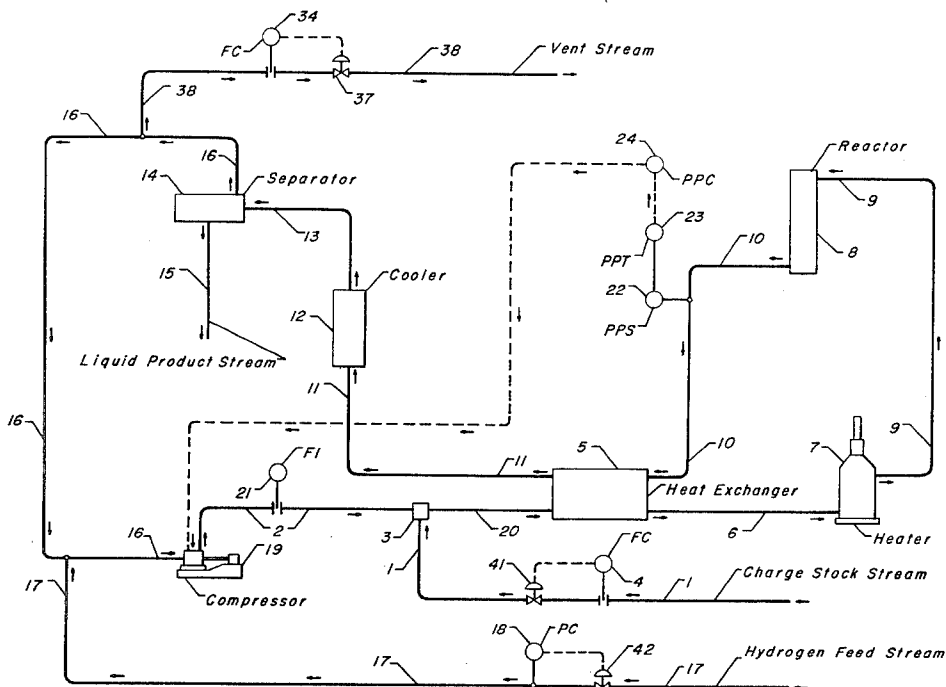 34
FC
38
Vent Stream
37
38
16
16
24
PPC
Reactor
14
Separator
9
23
13
10
8
PPT
15
Cooler
22
12
PPS
Liquid Product Stream
11
16
F1
10
7
9
21
11
5
Heat Exchanger
2
3
20
6
16
19
FC
Heater
1
41
4
1
Charge Stock Stream
17
Compressor
18
PC
42
17
17
Hydrogen Feed Stream